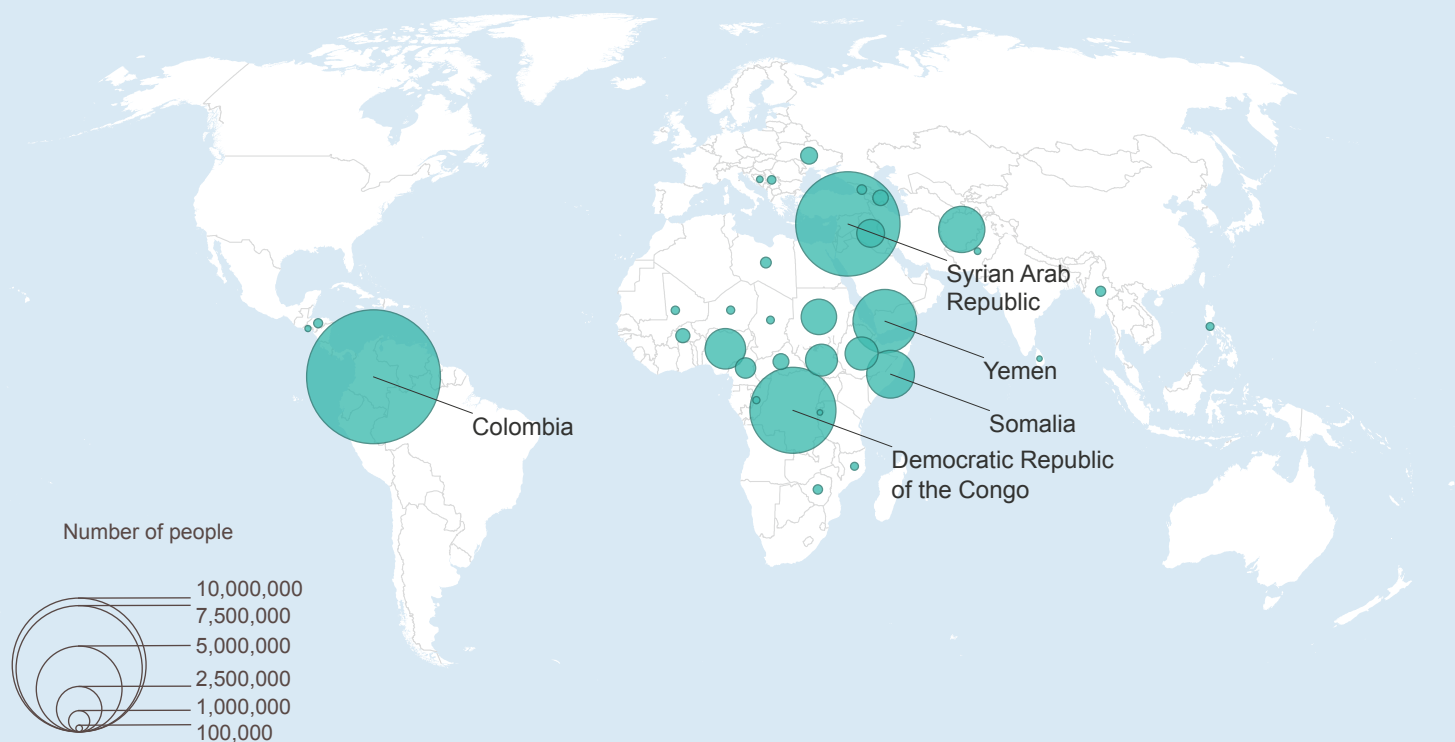 Syrian Arab
Republic
Yemen
Somalia
Colombia
Democratic Republic
of the Congo
Number of people
10,000,000
7,500,000
5,000,000
2,500,000
1,000,000
100,000